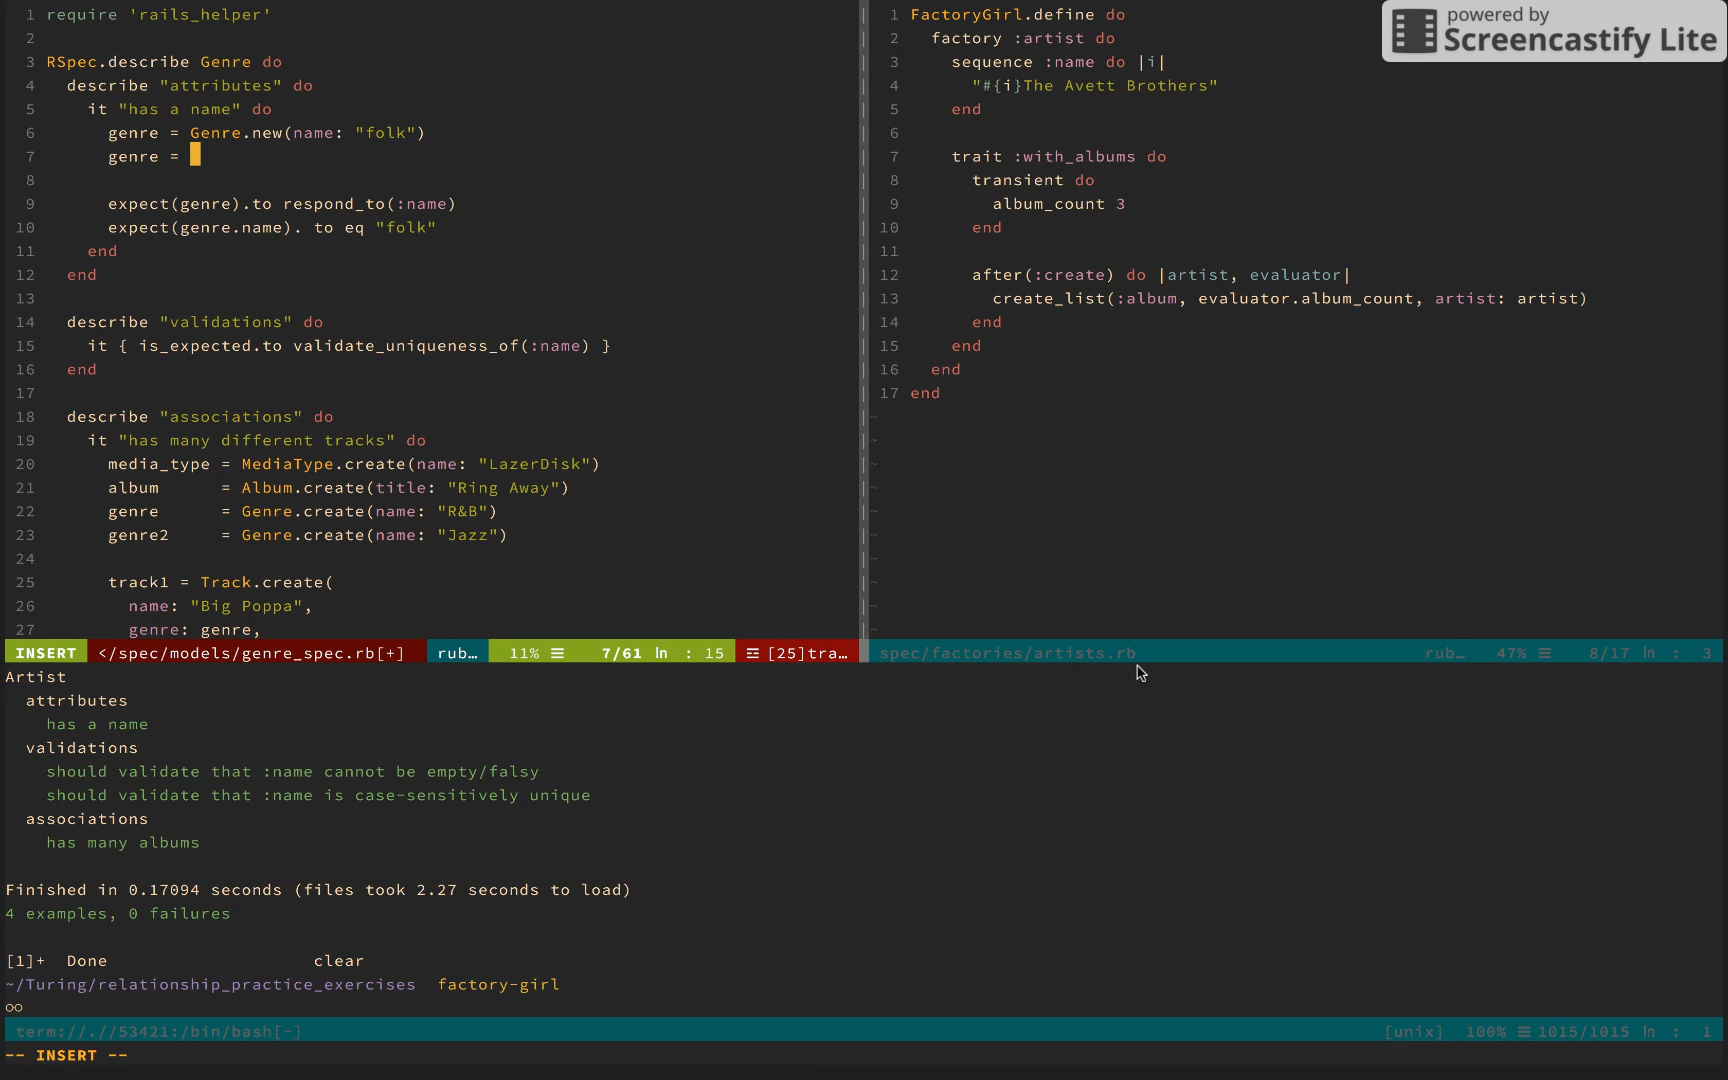 1 require 'rails_helper'
2
3 RSpec.describe Genre do
4   describe "attributes" do
5     it "has a name" do
6       genre = Genre.new(name: "folk")
7       genre =
8
9       expect(genre).to respond_to(:name)
10       expect(genre.name). to eq "folk"
11     end
12   end
13
14   describe "validations" do
15     it { is_expected.to validate_uniqueness_of(:name) }
16   end
17
18   describe "associations" do
19     it "has many different tracks" do
20       media_type = MediaType.create(name: "LazerDisk")
21       album      = Album.create(title: "Ring Away")
22       genre      = Genre.create(name: "R&B")
23       genre2     = Genre.create(name: "Jazz")
24
25       track1 = Track.create(
26         name: "Big Poppa",
27         genre: genre,
INSERT </spec/models/genre_spec.rb[+] rub… 11% ☰ 7/61 ln : 15 ☲ [25]tra…
1 FactoryGirl.define do
2   factory :artist do
3     sequence :name do |i|
4       "#{i}The Avett Brothers"
5     end
6
7     trait :with_albums do
8       transient do
9         album_count 3
10       end
11
12       after(:create) do |artist, evaluator|
13         create_list(:album, evaluator.album_count, artist: artist)
14       end
15     end
16   end
17 end
~
~
~
~
~
~
~
~
~
~
spec/factories/artists.rb rub… 47% ☰ 8/17 ln : 3
powered by
Screencastify Lite
Artist
  attributes
    has a name
  validations
    should validate that :name cannot be empty/falsy
    should validate that :name is case-sensitively unique
  associations
    has many albums

Finished in 0.17094 seconds (files took 2.27 seconds to load)
4 examples, 0 failures

[1]+  Done                    clear
~/Turing/relationship_practice_exercises  factory-girl
○○
term://.//53421:/bin/bash[-] [unix] 100% ☰ 1015/1015 ln : 1
-- INSERT --